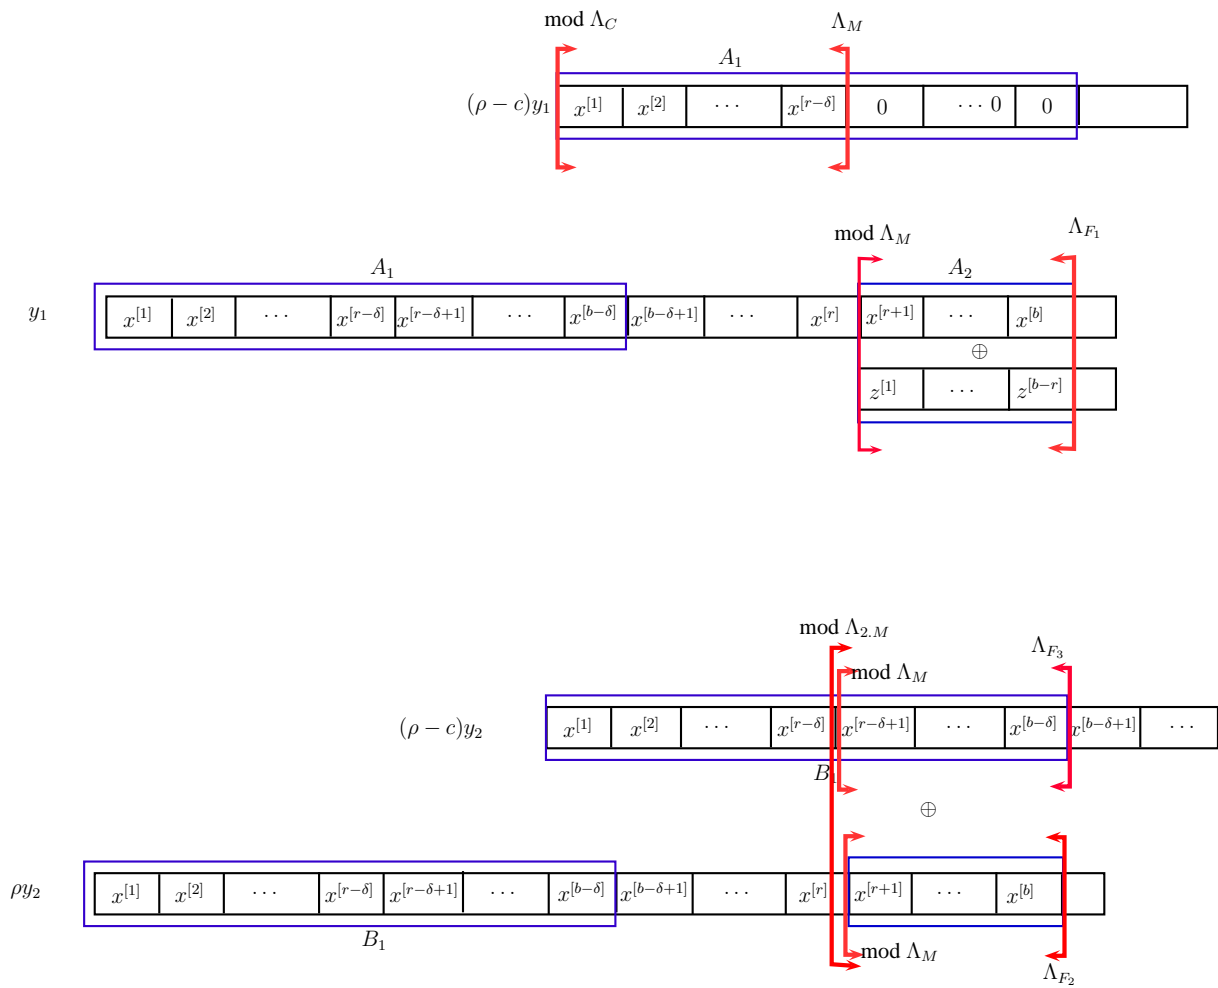 mod Λ_C Λ_M
A_1
(ρ − c)y_1 x^{[1]} x^{[2]} ⋯ x^{[r−δ]} 0 ⋯ 0 0
mod Λ_M Λ_{F_1}
A_1 A_2
y_1 x^{[1]} x^{[2]} ⋯ x^{[r−δ]} x^{[r−δ+1]} ⋯ x^{[b−δ]} x^{[b−δ+1]} ⋯ x^{[r]} x^{[r+1]} ⋯ x^{[b]}
⊕
z^{[1]} ⋯ z^{[b−r]}
mod Λ_{2.M}
Λ_{F_3}
mod Λ_M
(ρ − c)y_2 x^{[1]} x^{[2]} ⋯ x^{[r−δ]} x^{[r−δ+1]} ⋯ x^{[b−δ]} x^{[b−δ+1]} ⋯
B_1
⊕
ρy_2 x^{[1]} x^{[2]} ⋯ x^{[r−δ]} x^{[r−δ+1]} ⋯ x^{[b−δ]} x^{[b−δ+1]} ⋯ x^{[r]} x^{[r+1]} ⋯ x^{[b]}
B_1 mod Λ_M
Λ_{F_2}